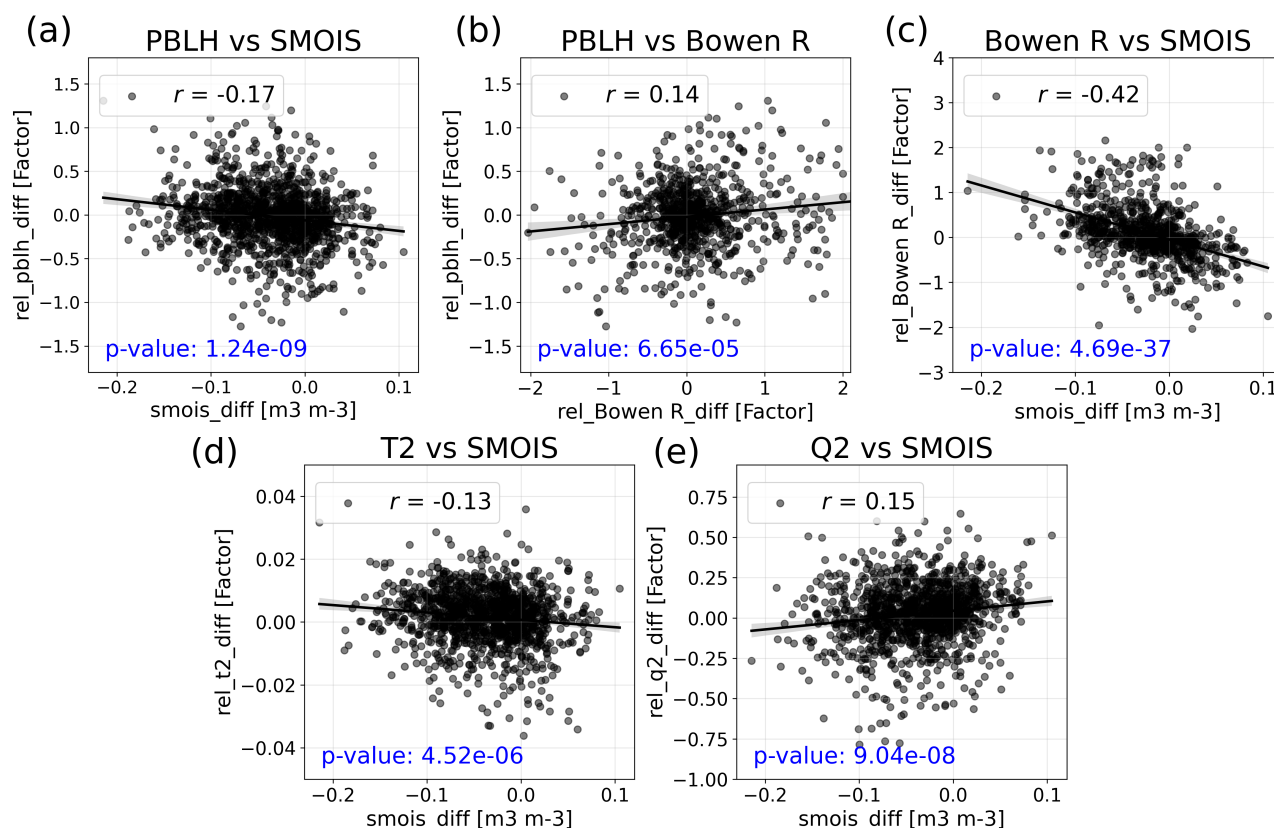 (a)
PBLH vs SMOIS
r = -0.17
1.5
1.0
0.5
0.0
−0.5
−1.0
−1.5
rel_pblh_diff [Factor]
p-value: 1.24e-09
−0.2
−0.1
0.0
0.1
smois_diff [m3 m-3]
(b)
PBLH vs Bowen R
r = 0.14
1.5
1.0
0.5
0.0
−0.5
−1.0
−1.5
rel_pblh_diff [Factor]
p-value: 6.65e-05
−2
−1
0
1
2
rel_Bowen R_diff [Factor]
(c)
Bowen R vs SMOIS
r = -0.42
4
3
2
1
0
−1
−2
−3
rel_Bowen R_diff [Factor]
p-value: 4.69e-37
−0.2
−0.1
0.0
0.1
smois_diff [m3 m-3]
(d)
T2 vs SMOIS
r = -0.13
0.04
0.02
0.00
−0.02
−0.04
rel_t2_diff [Factor]
p-value: 4.52e-06
−0.2
−0.1
0.0
0.1
smois_diff [m3 m-3]
(e)
Q2 vs SMOIS
r = 0.15
0.75
0.50
0.25
0.00
−0.25
−0.50
−0.75
−1.00
rel_q2_diff [Factor]
p-value: 9.04e-08
−0.2
−0.1
0.0
0.1
smois_diff [m3 m-3]